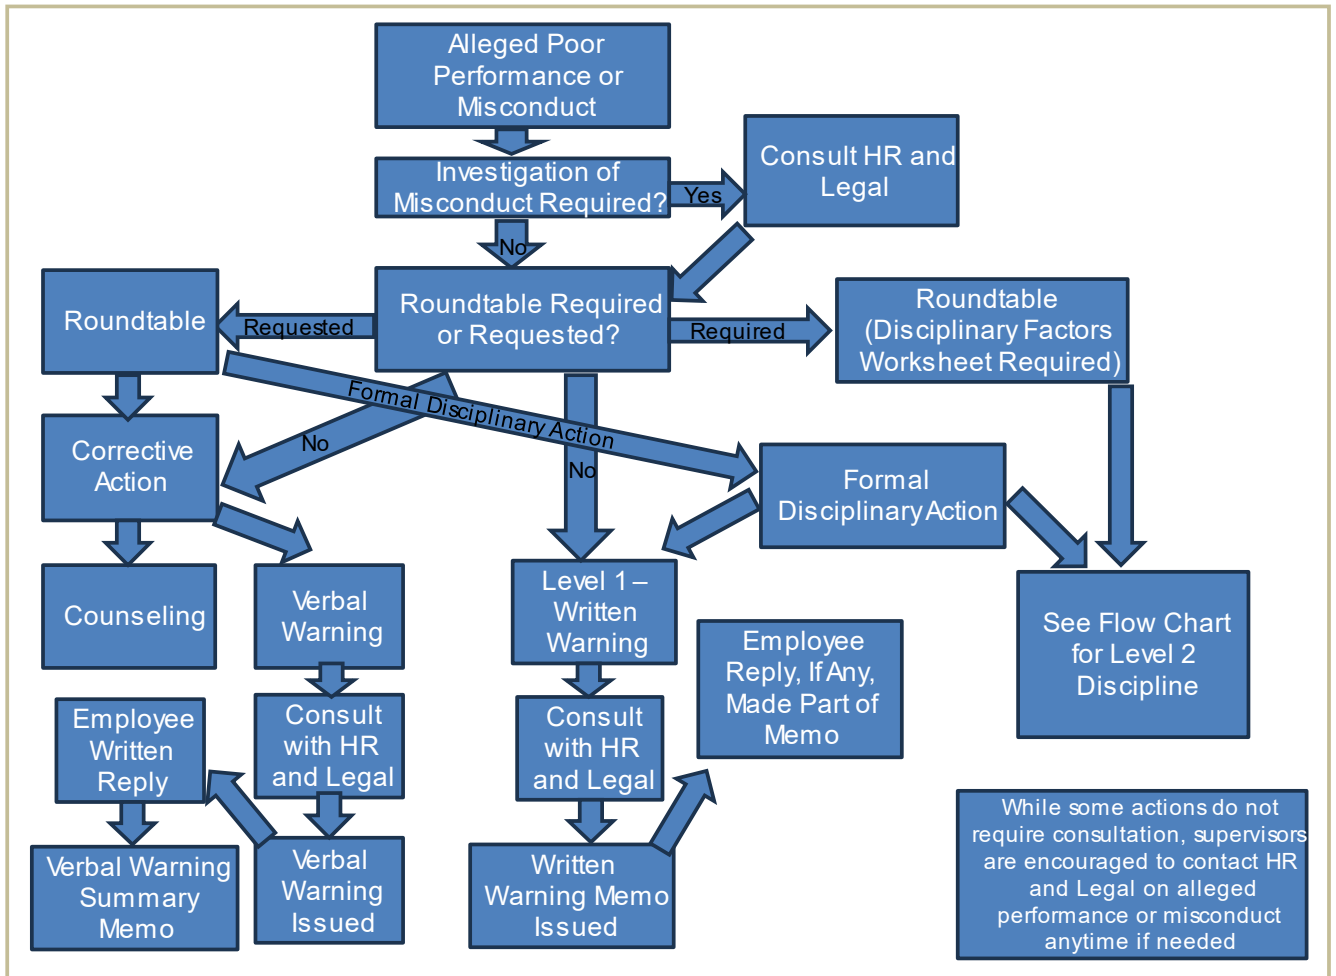 Alleged Poor
Performance or
Misconduct
Investigation of
Misconduct Required?
Yes
Consult HR and
Legal
No
Roundtable
Requested
Roundtable Required
or Requested?
Required
Roundtable
(Disciplinary Factors
Worksheet Required)
Formal Disciplinary Action
No
No
Corrective
Action
Formal
Disciplinary Action
Counseling
Verbal
Warning
Level 1 –
Written
Warning
Employee
Reply, If Any,
Made Part of
Memo
See Flow Chart
for Level 2
Discipline
Employee
Written
Reply
Consult
with HR
and Legal
Consult
with HR
and Legal
Verbal Warning
Summary
Memo
Verbal
Warning
Issued
Written
Warning Memo
Issued
While some actions do not
require consultation, supervisors
are encouraged to contact HR
and Legal on alleged
performance or misconduct
anytime if needed